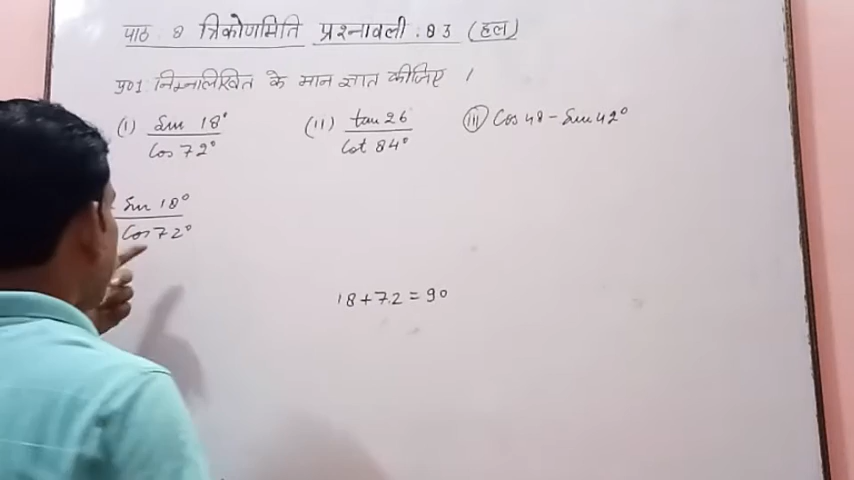 पाठ : 8 त्रिकोणमिति प्रश्नावली : 8 3 (हल)
प्र01 निम्नलिखित के मान ज्ञात कीजिए ।
(i) sin 18° / cos 72° (ii) tan 26° / cot 84° (iii) cos 48 - sin 42°
sin 18° / cos 72°
18 + 72 = 90